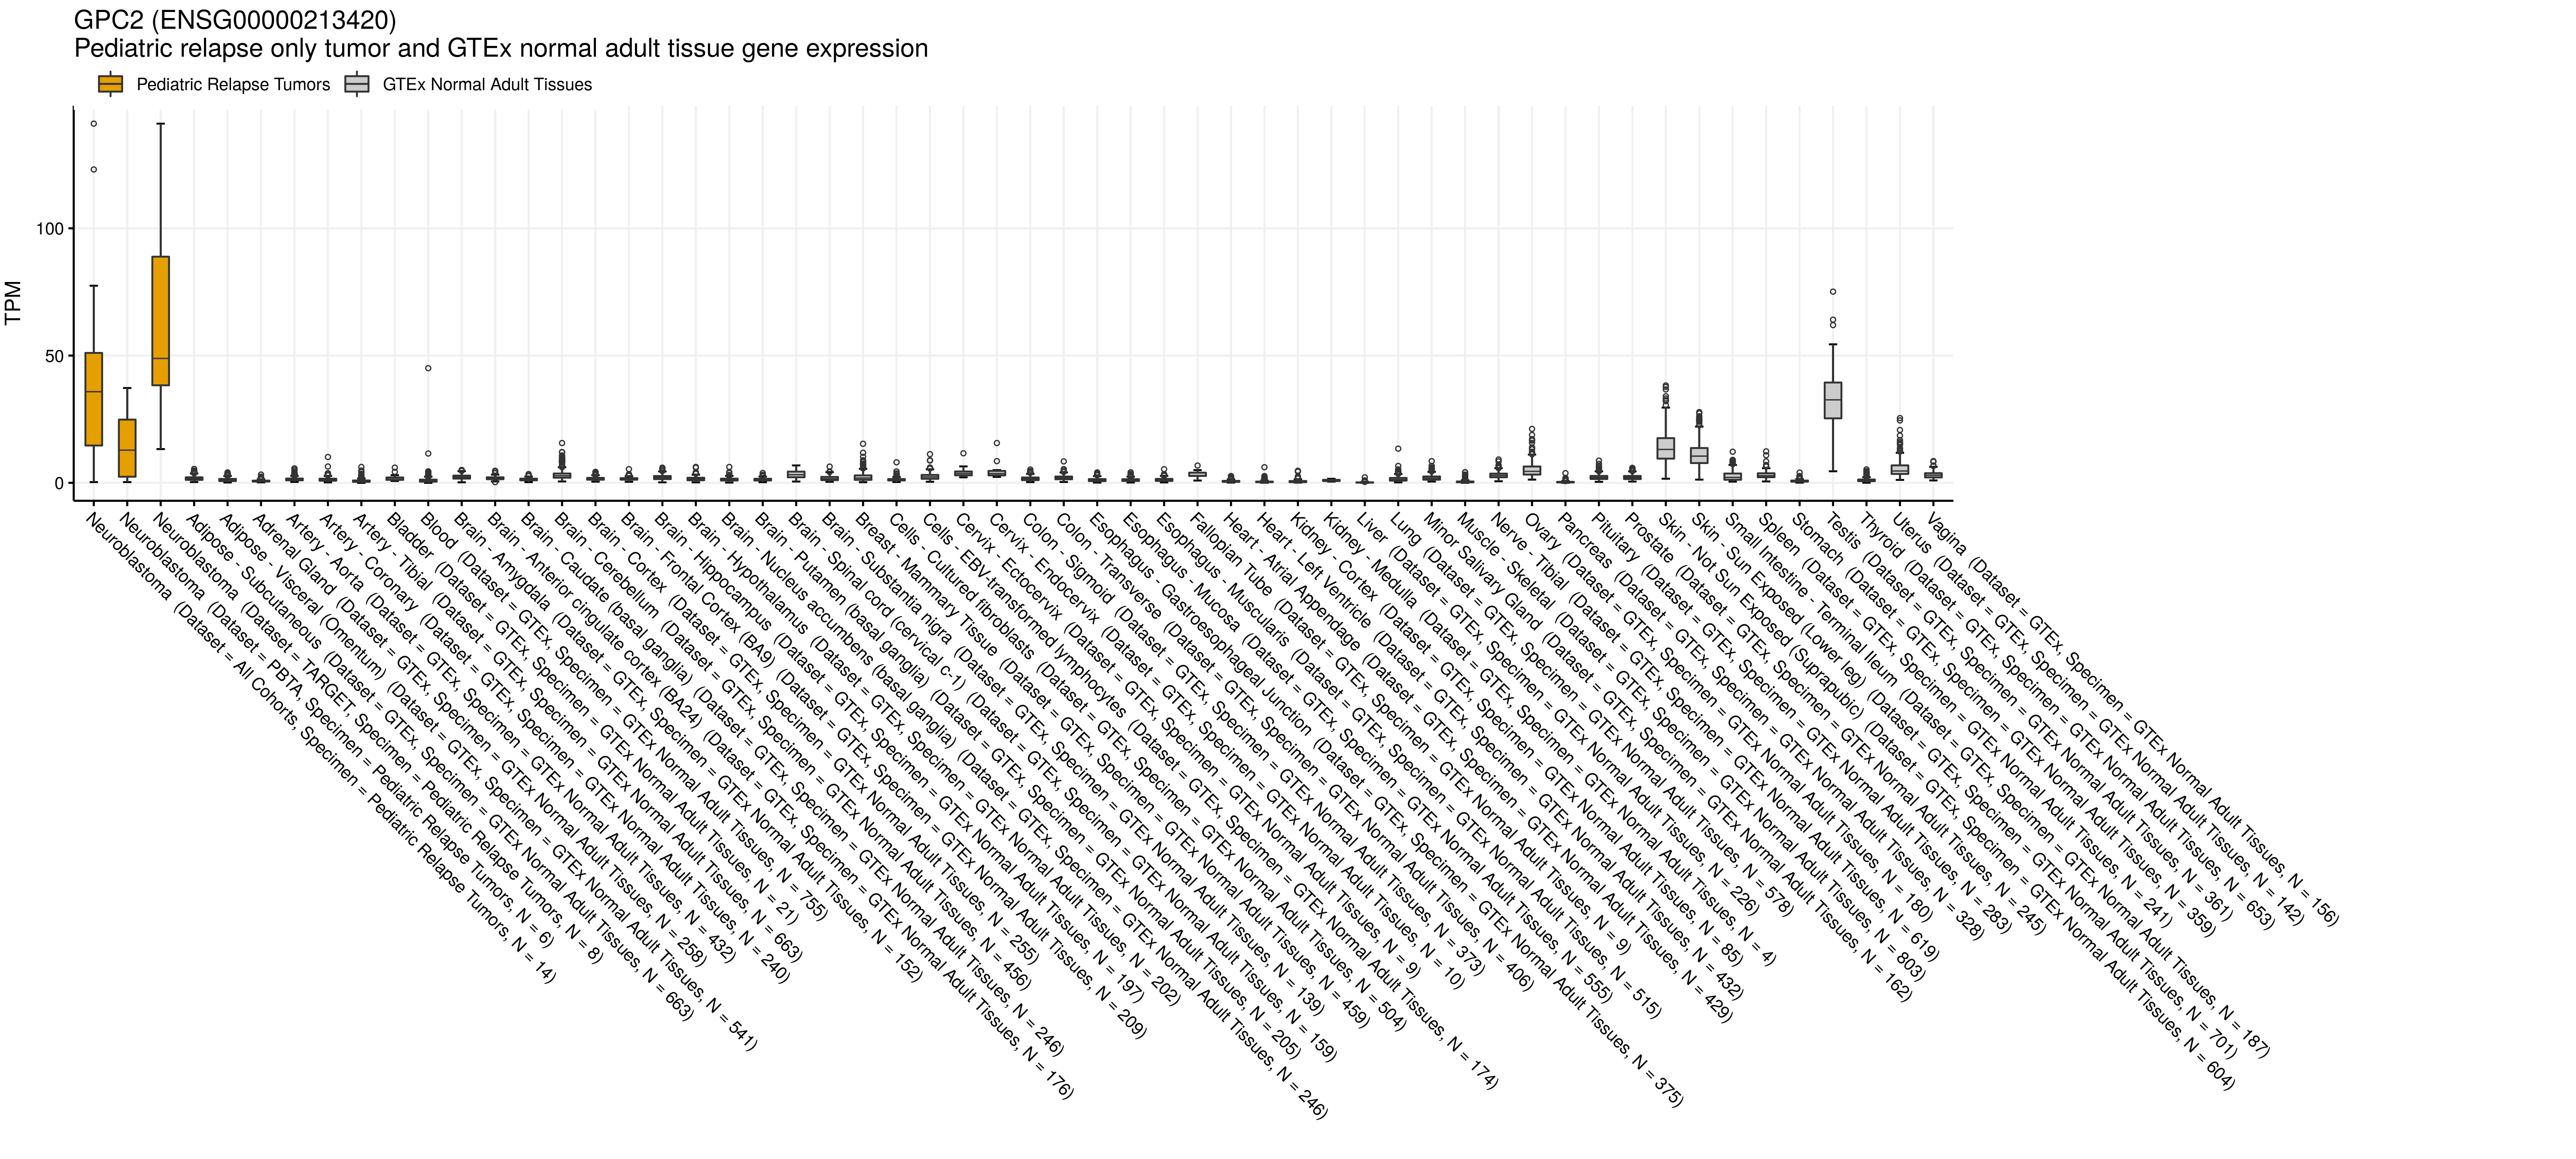 GPC2 (ENSG00000213420)
Pediatric relapse only tumor and GTEx normal adult tissue gene expression
Pediatric Relapse Tumors
GTEx Normal Adult Tissues
TPM
100
50
0
Neuroblastoma (Dataset = All Cohorts, Specimen = Pediatric Relapse Tumors, N = 14)
Neuroblastoma (Dataset = PBTA, Specimen = Pediatric Relapse Tumors, N = 6)
Neuroblastoma (Dataset = TARGET, Specimen = Pediatric Relapse Tumors, N = 8)
Adipose - Subcutaneous (Dataset = GTEx, Specimen = GTEx Normal Adult Tissues, N = 663)
Adipose - Visceral (Omentum) (Dataset = GTEx, Specimen = GTEx Normal Adult Tissues, N = 541)
Adrenal Gland (Dataset = GTEx, Specimen = GTEx Normal Adult Tissues, N = 258)
Artery - Aorta (Dataset = GTEx, Specimen = GTEx Normal Adult Tissues, N = 432)
Artery - Coronary (Dataset = GTEx, Specimen = GTEx Normal Adult Tissues, N = 240)
Artery - Tibial (Dataset = GTEx, Specimen = GTEx Normal Adult Tissues, N = 663)
Bladder (Dataset = GTEx, Specimen = GTEx Normal Adult Tissues, N = 21)
Blood (Dataset = GTEx, Specimen = GTEx Normal Adult Tissues, N = 755)
Brain - Amygdala (Dataset = GTEx, Specimen = GTEx Normal Adult Tissues, N = 152)
Brain - Anterior cingulate cortex (BA24) (Dataset = GTEx, Specimen = GTEx Normal Adult Tissues, N = 176)
Brain - Caudate (basal ganglia) (Dataset = GTEx, Specimen = GTEx Normal Adult Tissues, N = 246)
Brain - Cerebellum (Dataset = GTEx, Specimen = GTEx Normal Adult Tissues, N = 456)
Brain - Cortex (Dataset = GTEx, Specimen = GTEx Normal Adult Tissues, N = 255)
Brain - Frontal Cortex (BA9) (Dataset = GTEx, Specimen = GTEx Normal Adult Tissues, N = 209)
Brain - Hippocampus (Dataset = GTEx, Specimen = GTEx Normal Adult Tissues, N = 197)
Brain - Hypothalamus (Dataset = GTEx, Specimen = GTEx Normal Adult Tissues, N = 202)
Brain - Nucleus accumbens (basal ganglia) (Dataset = GTEx, Specimen = GTEx Normal Adult Tissues, N = 246)
Brain - Putamen (basal ganglia) (Dataset = GTEx, Specimen = GTEx Normal Adult Tissues, N = 205)
Brain - Spinal cord (cervical c-1) (Dataset = GTEx, Specimen = GTEx Normal Adult Tissues, N = 159)
Brain - Substantia nigra (Dataset = GTEx, Specimen = GTEx Normal Adult Tissues, N = 139)
Breast - Mammary Tissue (Dataset = GTEx, Specimen = GTEx Normal Adult Tissues, N = 459)
Cells - Cultured fibroblasts (Dataset = GTEx, Specimen = GTEx Normal Adult Tissues, N = 504)
Cells - EBV-transformed lymphocytes (Dataset = GTEx, Specimen = GTEx Normal Adult Tissues, N = 174)
Cervix - Ectocervix (Dataset = GTEx, Specimen = GTEx Normal Adult Tissues, N = 9)
Cervix - Endocervix (Dataset = GTEx, Specimen = GTEx Normal Adult Tissues, N = 10)
Colon - Sigmoid (Dataset = GTEx, Specimen = GTEx Normal Adult Tissues, N = 373)
Colon - Transverse (Dataset = GTEx, Specimen = GTEx Normal Adult Tissues, N = 406)
Esophagus - Gastroesophageal Junction (Dataset = GTEx, Specimen = GTEx Normal Adult Tissues, N = 375)
Esophagus - Mucosa (Dataset = GTEx, Specimen = GTEx Normal Adult Tissues, N = 555)
Esophagus - Muscularis (Dataset = GTEx, Specimen = GTEx Normal Adult Tissues, N = 515)
Fallopian Tube (Dataset = GTEx, Specimen = GTEx Normal Adult Tissues, N = 9)
Heart - Atrial Appendage (Dataset = GTEx, Specimen = GTEx Normal Adult Tissues, N = 429)
Heart - Left Ventricle (Dataset = GTEx, Specimen = GTEx Normal Adult Tissues, N = 432)
Kidney - Cortex (Dataset = GTEx, Specimen = GTEx Normal Adult Tissues, N = 85)
Kidney - Medulla (Dataset = GTEx, Specimen = GTEx Normal Adult Tissues, N = 4)
Liver (Dataset = GTEx, Specimen = GTEx Normal Adult Tissues, N = 226)
Lung (Dataset = GTEx, Specimen = GTEx Normal Adult Tissues, N = 578)
Minor Salivary Gland (Dataset = GTEx, Specimen = GTEx Normal Adult Tissues, N = 162)
Muscle - Skeletal (Dataset = GTEx, Specimen = GTEx Normal Adult Tissues, N = 803)
Nerve - Tibial (Dataset = GTEx, Specimen = GTEx Normal Adult Tissues, N = 619)
Ovary (Dataset = GTEx, Specimen = GTEx Normal Adult Tissues, N = 180)
Pancreas (Dataset = GTEx, Specimen = GTEx Normal Adult Tissues, N = 328)
Pituitary (Dataset = GTEx, Specimen = GTEx Normal Adult Tissues, N = 283)
Prostate (Dataset = GTEx, Specimen = GTEx Normal Adult Tissues, N = 245)
Skin - Not Sun Exposed (Suprapubic) (Dataset = GTEx, Specimen = GTEx Normal Adult Tissues, N = 604)
Skin - Sun Exposed (Lower leg) (Dataset = GTEx, Specimen = GTEx Normal Adult Tissues, N = 701)
Small Intestine - Terminal Ileum (Dataset = GTEx, Specimen = GTEx Normal Adult Tissues, N = 187)
Spleen (Dataset = GTEx, Specimen = GTEx Normal Adult Tissues, N = 241)
Stomach (Dataset = GTEx, Specimen = GTEx Normal Adult Tissues, N = 359)
Testis (Dataset = GTEx, Specimen = GTEx Normal Adult Tissues, N = 361)
Thyroid (Dataset = GTEx, Specimen = GTEx Normal Adult Tissues, N = 653)
Uterus (Dataset = GTEx, Specimen = GTEx Normal Adult Tissues, N = 142)
Vagina (Dataset = GTEx, Specimen = GTEx Normal Adult Tissues, N = 156)